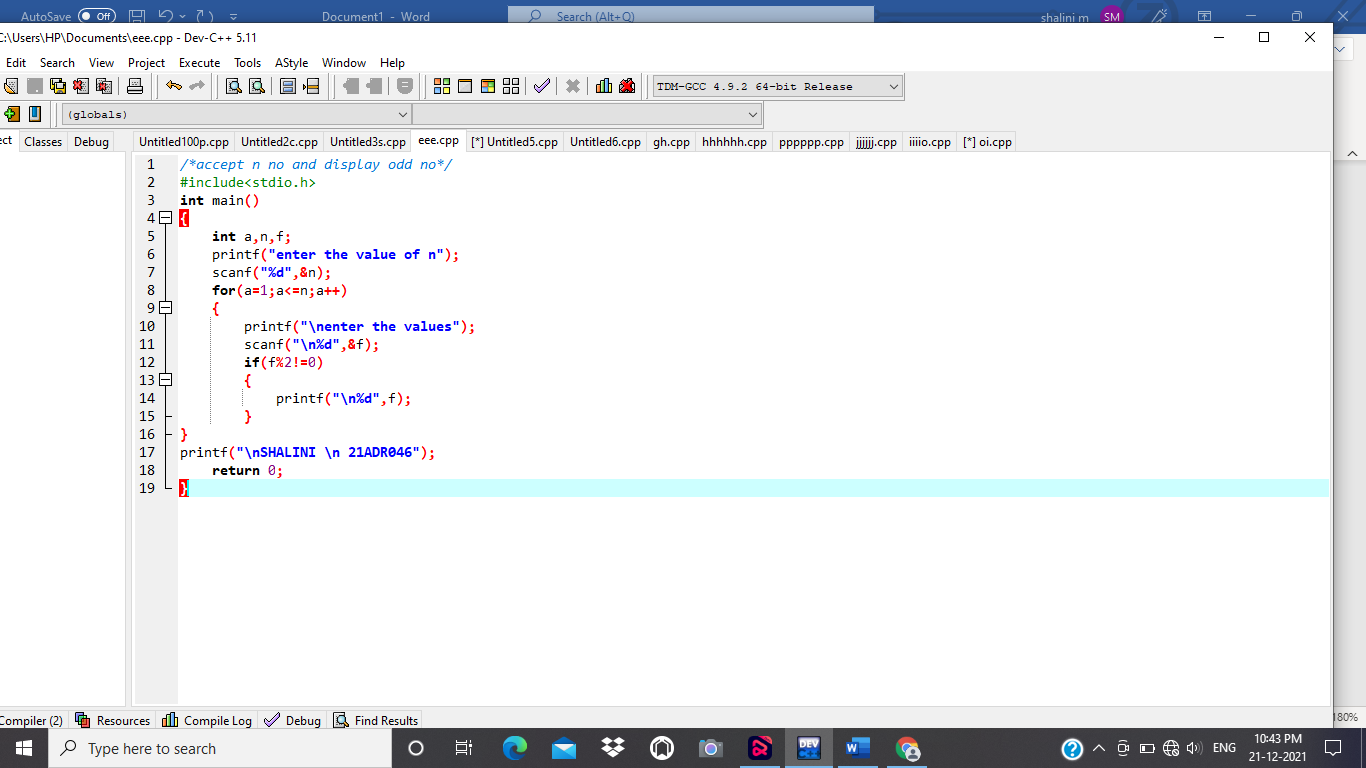 AutoSave Off Document1 - Word Search (Alt+Q) shalini m SM
C:\Users\HP\Documents\eee.cpp - Dev-C++ 5.11
Edit Search View Project Execute Tools AStyle Window Help
TDM-GCC 4.9.2 64-bit Release
(globals)
ect Classes Debug Untitled100p.cpp Untitled2c.cpp Untitled3s.cpp eee.cpp [*] Untitled5.cpp Untitled6.cpp gh.cpp hhhhhh.cpp pppppp.cpp jjjjjj.cpp iiiio.cpp [*] oi.cpp
1 /*accept n no and display odd no*/
2 #include<stdio.h>
3 int main()
4 {
5 int a,n,f;
6 printf("enter the value of n");
7 scanf("%d",&n);
8 for(a=1;a<=n;a++)
9 {
10 printf("\nenter the values");
11 scanf("\n%d",&f);
12 if(f%2!=0)
13 {
14 printf("\n%d",f);
15 }
16 }
17 printf("\nSHALINI \n 21ADR046");
18 return 0;
19 }
Compiler (2) Resources Compile Log Debug Find Results
180%
Type here to search DEV ENG 10:43 PM
21-12-2021